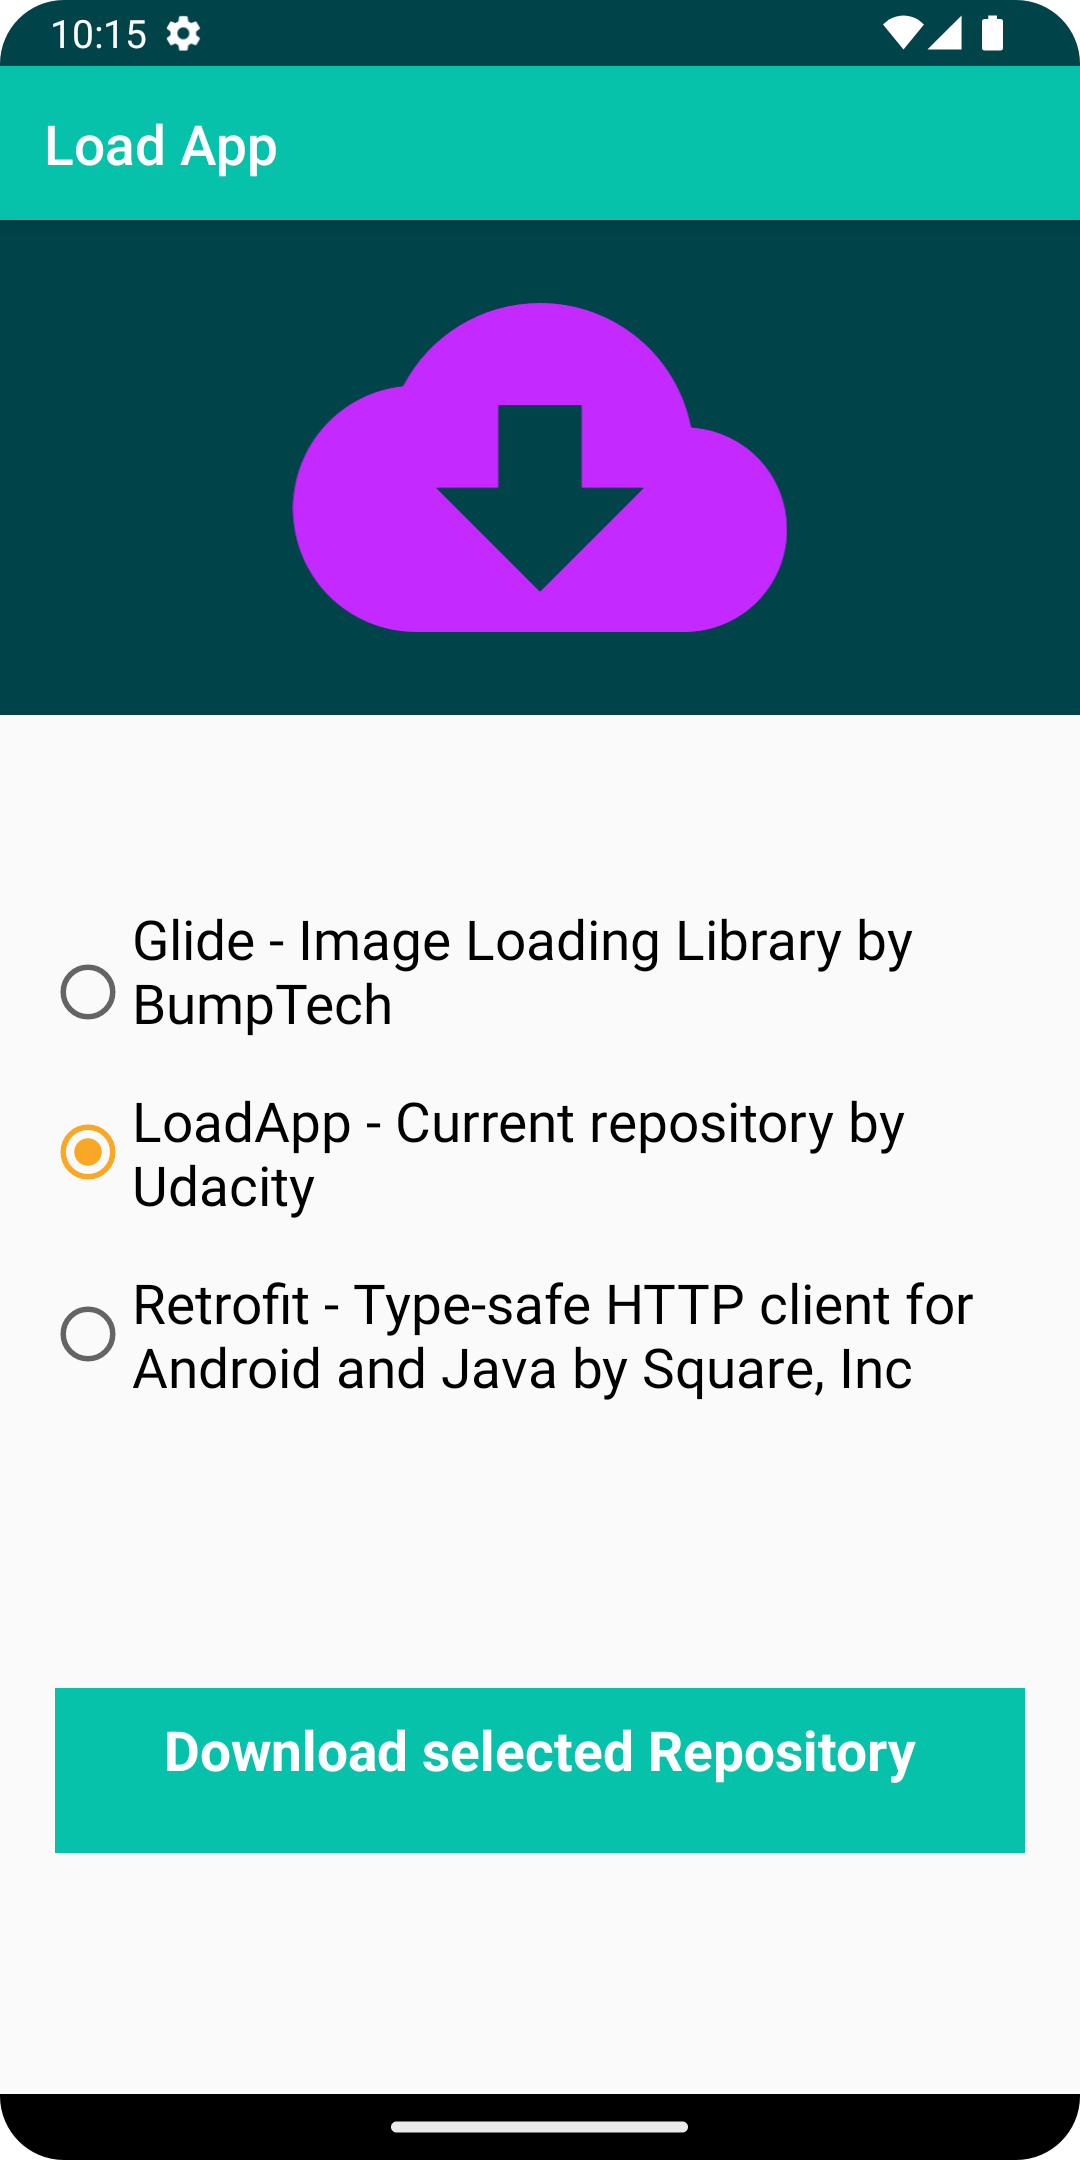 10:15
Load App
Glide - Image Loading Library by
BumpTech
LoadApp - Current repository by
Udacity
Retrofit - Type-safe HTTP client for
Android and Java by Square, Inc
Download selected Repository